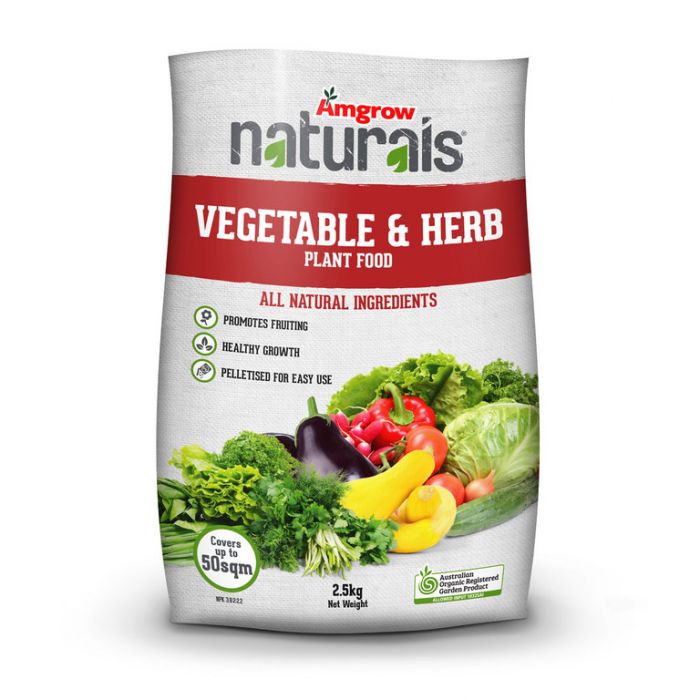 Amgrow
naturals®
VEGETABLE & HERB
PLANT FOOD
ALL NATURAL INGREDIENTS
PROMOTES FRUITING
HEALTHY GROWTH
PELLETISED FOR EASY USE
Covers
up to
50sqm
2.5kg
Net Weight
Australian
Organic Registered
Garden Product